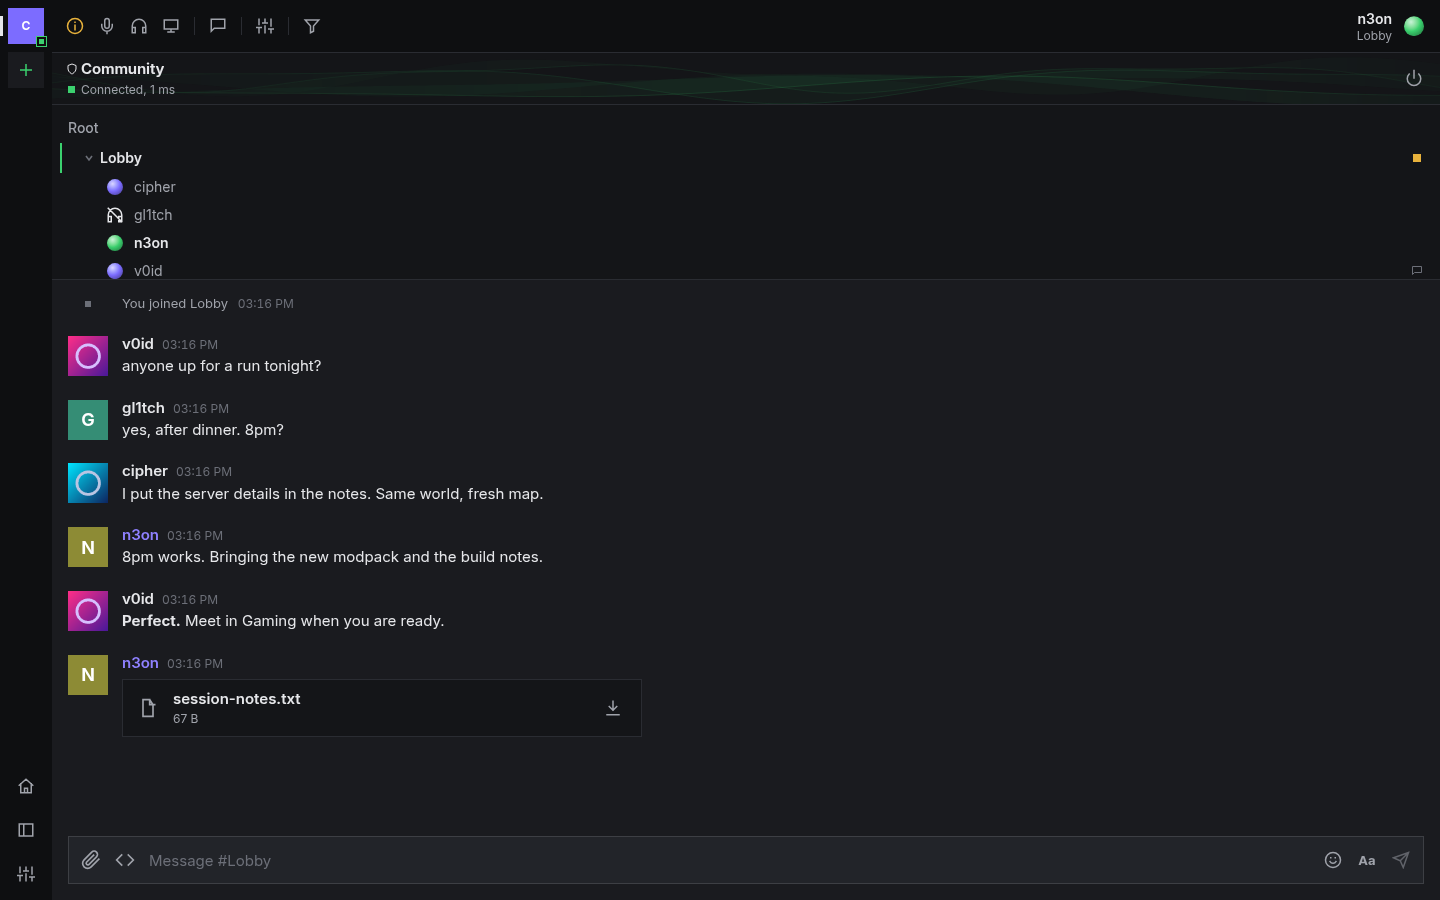 C
n3on
Lobby
Community
Connected, 1 ms
Root
Lobby
cipher
gl1tch
n3on
v0id
You joined Lobby 03:16 PM
v0id 03:16 PM
anyone up for a run tonight?
G
gl1tch 03:16 PM
yes, after dinner. 8pm?
cipher 03:16 PM
I put the server details in the notes. Same world, fresh map.
N
n3on 03:16 PM
8pm works. Bringing the new modpack and the build notes.
v0id 03:16 PM
Perfect. Meet in Gaming when you are ready.
N
n3on 03:16 PM
session-notes.txt
67 B
Message #Lobby
Aa